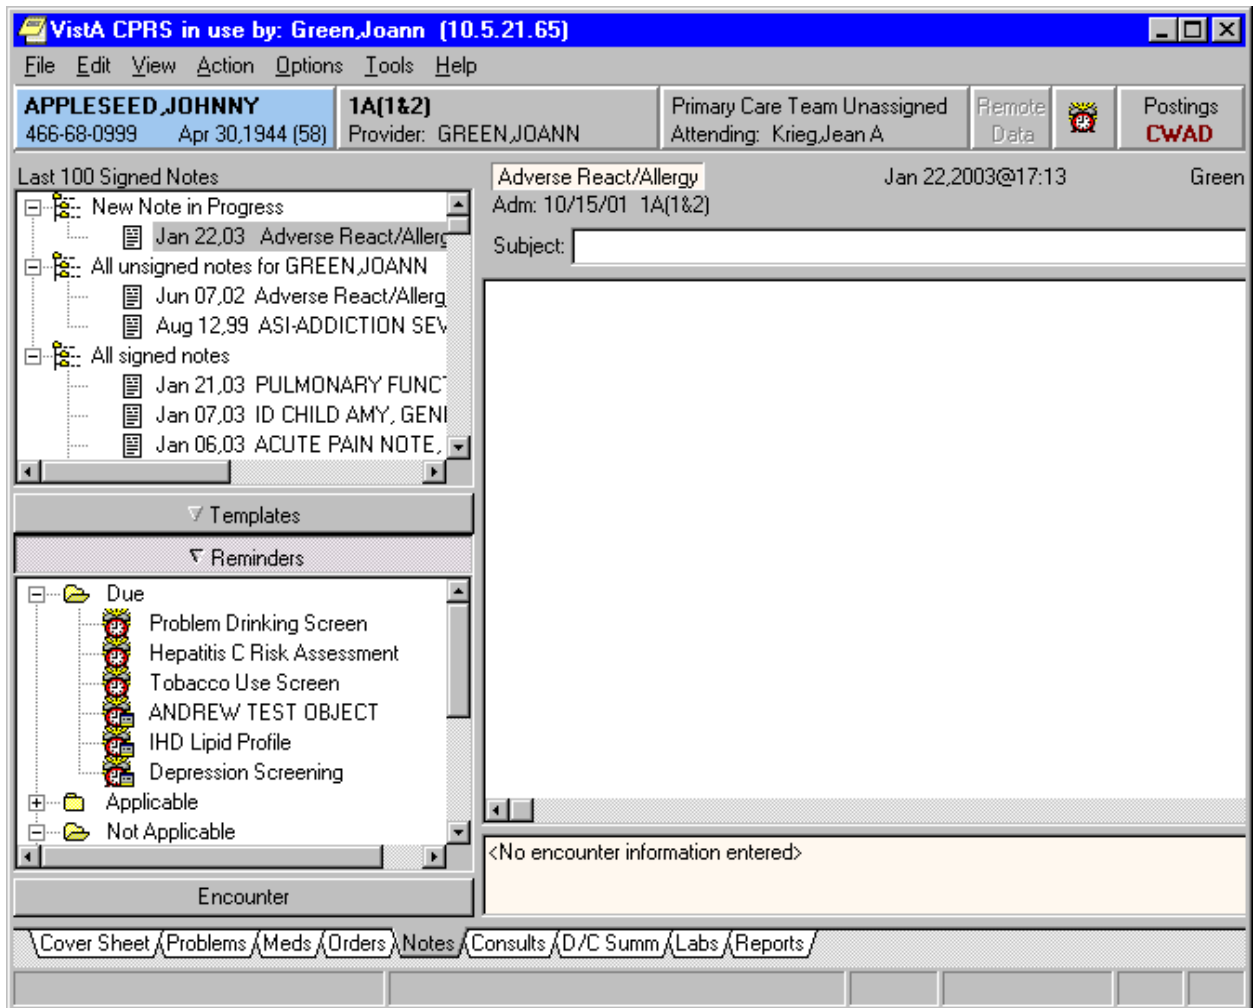 VistA CPRS in use by: Green,Joann (10.5.21.65)
File Edit View Action Options Tools Help
APPLESEED,JOHNNY
466-68-0999 Apr 30,1944 (58)
1A(1&2)
Provider: GREEN,JOANN
Primary Care Team Unassigned
Attending: Krieg,Jean A
Remote
Data
Postings
CWAD
Last 100 Signed Notes
New Note in Progress
Jan 22,03 Adverse React/Allerg
All unsigned notes for GREEN,JOANN
Jun 07,02 Adverse React/Allerg
Aug 12,99 ASI-ADDICTION SEV
All signed notes
Jan 21,03 PULMONARY FUNCT
Jan 07,03 ID CHILD AMY, GENI
Jan 06,03 ACUTE PAIN NOTE,
Templates
Reminders
Due
Problem Drinking Screen
Hepatitis C Risk Assessment
Tobacco Use Screen
ANDREW TEST OBJECT
IHD Lipid Profile
Depression Screening
Applicable
Not Applicable
Encounter
Adverse React/Allergy Jan 22,2003@17:13 Green
Adm: 10/15/01 1A(1&2)
Subject:
<No encounter information entered>
Cover Sheet Problems Meds Orders Notes Consults D/C Summ Labs Reports